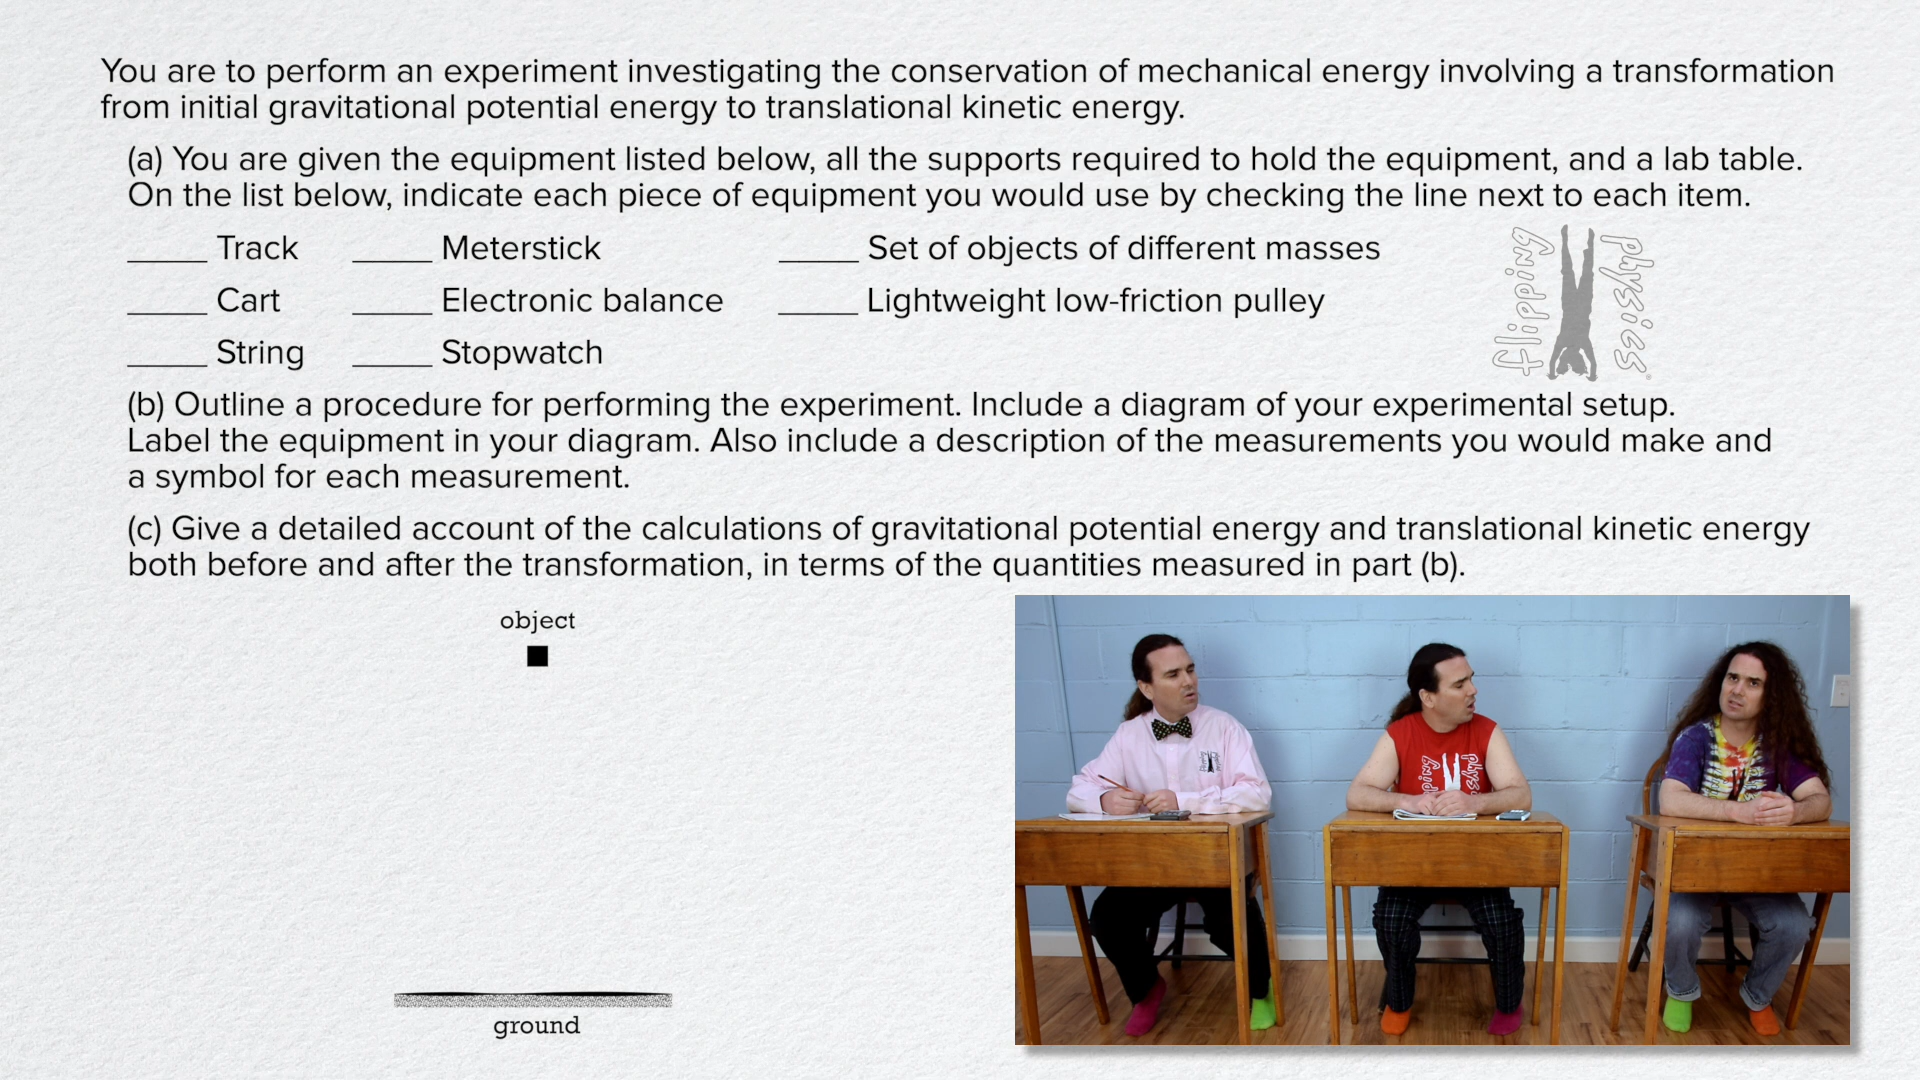 You are to perform an experiment investigating the conservation of mechanical energy involving a transformation
from initial gravitational potential energy to translational kinetic energy.
(a) You are given the equipment listed below, all the supports required to hold the equipment, and a lab table.
On the list below, indicate each piece of equipment you would use by checking the line next to each item.
_____ Track _____ Meterstick _____ Set of objects of different masses
_____ Cart _____ Electronic balance _____ Lightweight low-friction pulley
_____ String _____ Stopwatch
flipping physics
(b) Outline a procedure for performing the experiment. Include a diagram of your experimental setup.
Label the equipment in your diagram. Also include a description of the measurements you would make and
a symbol for each measurement.
(c) Give a detailed account of the calculations of gravitational potential energy and translational kinetic energy
both before and after the transformation, in terms of the quantities measured in part (b).
object
ground